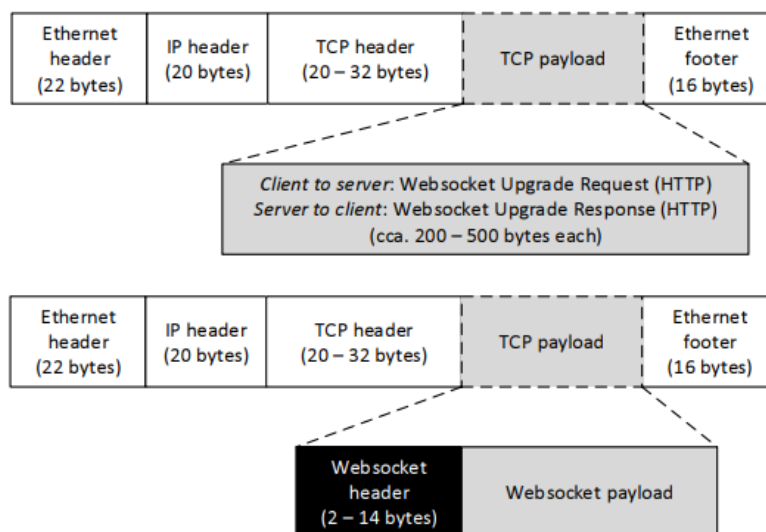 Ethernet
header
(22 bytes)
IP header
(20 bytes)
TCP header
(20 – 32 bytes)
TCP payload
Ethernet
footer
(16 bytes)
Client to server: Websocket Upgrade Request (HTTP)
Server to client: Websocket Upgrade Response (HTTP)
(cca. 200 – 500 bytes each)
Ethernet
header
(22 bytes)
IP header
(20 bytes)
TCP header
(20 – 32 bytes)
TCP payload
Ethernet
footer
(16 bytes)
Websocket
header
(2 – 14 bytes)
Websocket payload